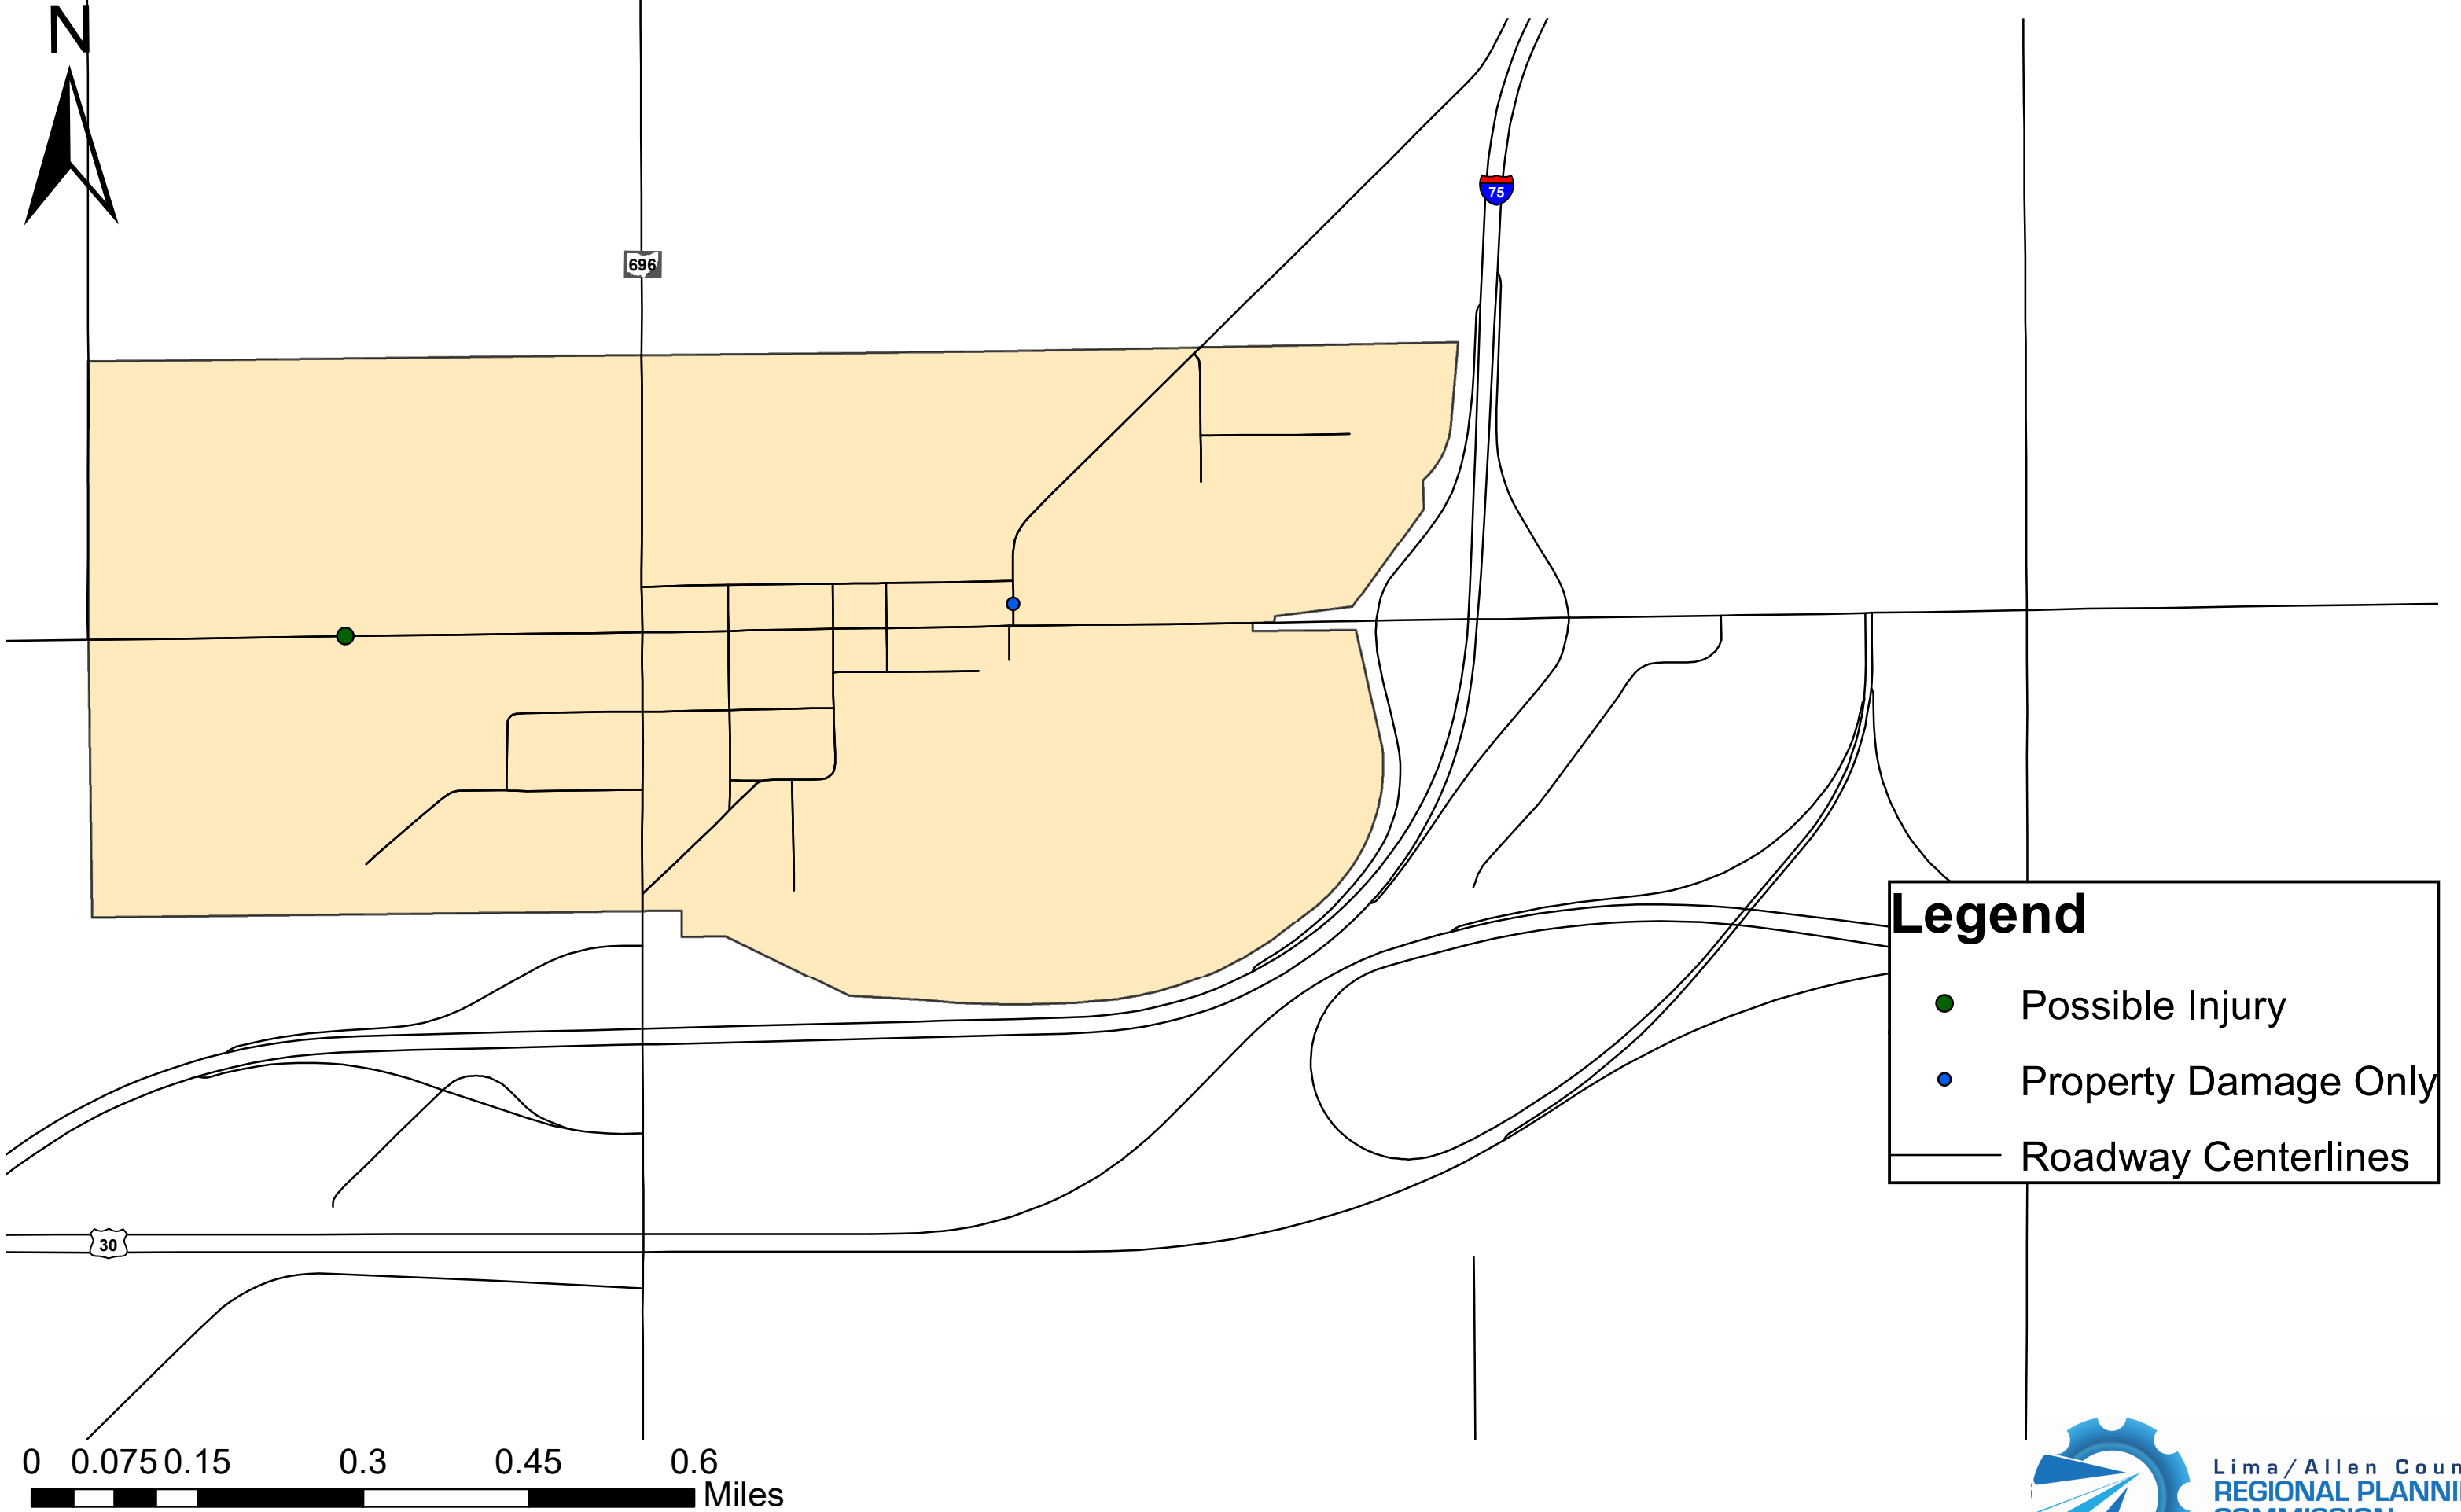 N
75
696
Legend
Possible Injury
Property Damage Only
Roadway Centerlines
30
0 0.075 0.15 0.3 0.45 0.6
Miles
Lima/Allen Coun
REGIONAL PLANNI
COMMISSION